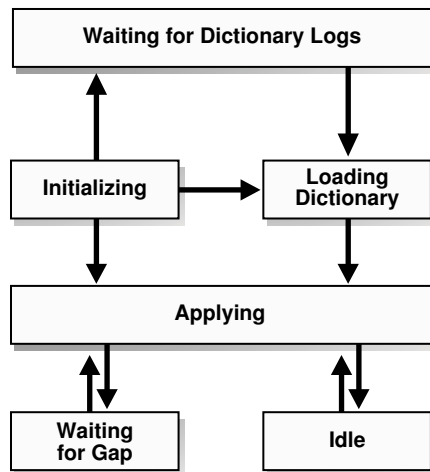 Waiting for Dictionary Logs
Initializing
Loading
Dictionary
Applying
Waiting
for Gap
Idle